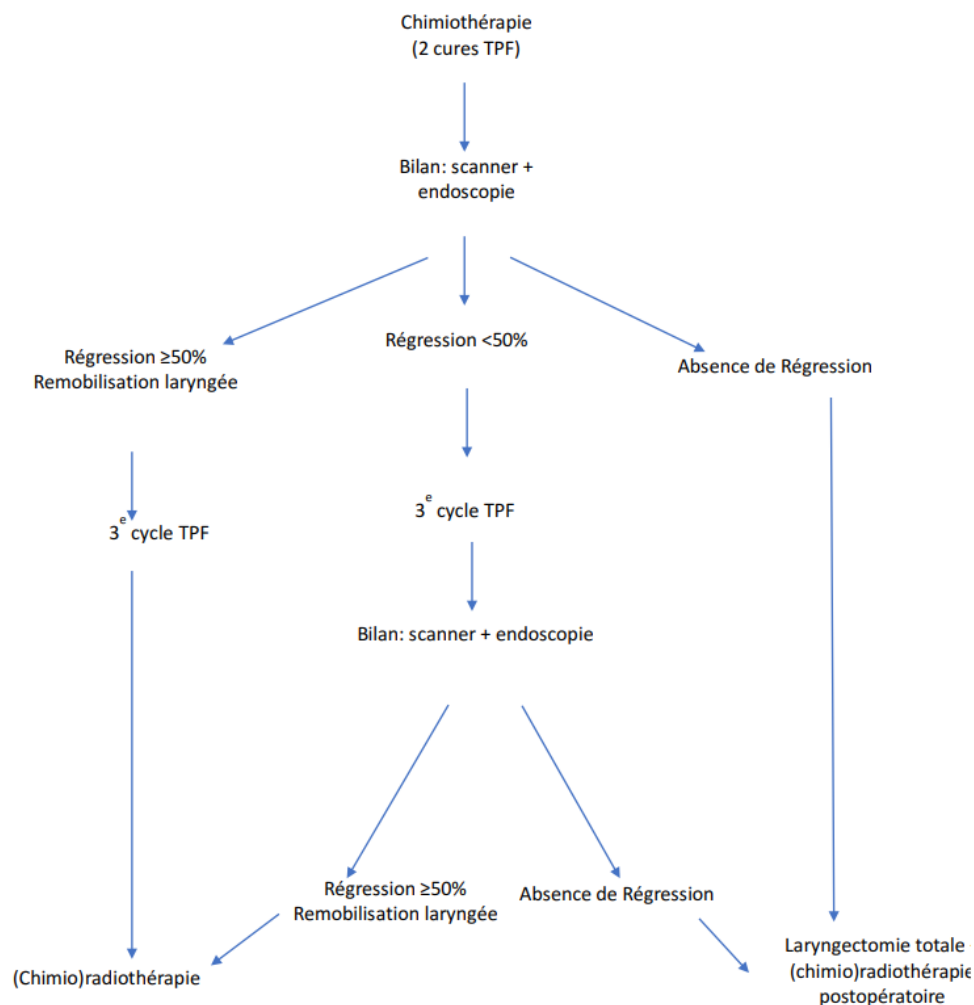 Chimiothérapie
(2 cures TPF)
Bilan: scanner +
endoscopie
Régression ≥50%
Remobilisation laryngée
Régression <50%
Absence de Régression
3e cycle TPF
3e cycle TPF
Bilan: scanner + endoscopie
Régression ≥50%
Remobilisation laryngée
Absence de Régression
(Chimio)radiothérapie
Laryngectomie totale
(chimio)radiothérapie
postopératoire